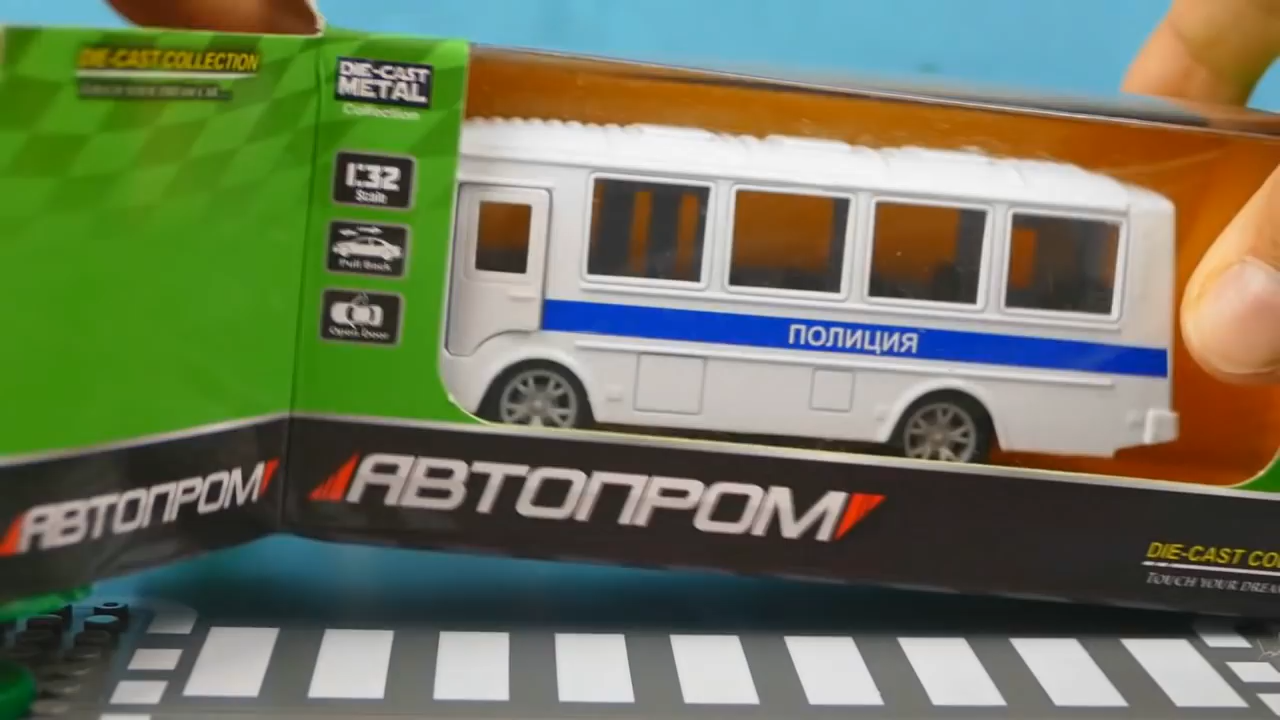 DIE-CAST COLLECTION
DIE-CAST
METAL
Collection
1:32
Scale
Pull Back
Open Door
ПОЛИЦИЯ
АВТОПРОМ
АВТОПРОМ
DIE-CAST CO
TOUCH YOUR DREA